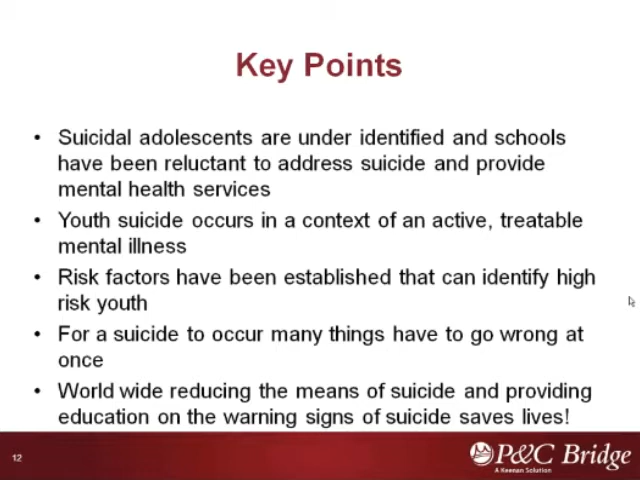 Key Points
• Suicidal adolescents are under identified and schools
have been reluctant to address suicide and provide
mental health services
• Youth suicide occurs in a context of an active, treatable
mental illness
• Risk factors have been established that can identify high
risk youth
• For a suicide to occur many things have to go wrong at
once
• World wide reducing the means of suicide and providing
education on the warning signs of suicide saves lives!
12
P&C Bridge
A Keenan Solution